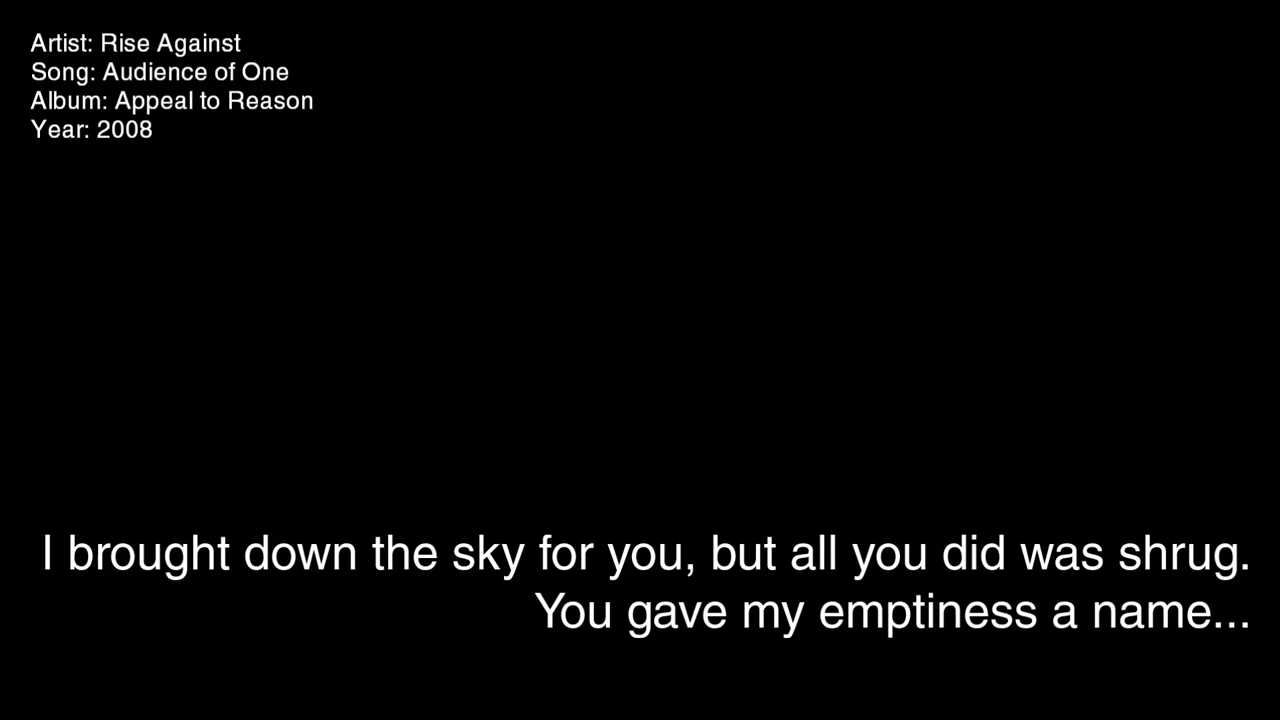 Artist: Rise Against
Song: Audience of One
Album: Appeal to Reason
Year: 2008
I brought down the sky for you, but all you did was shrug.
You gave my emptiness a name...